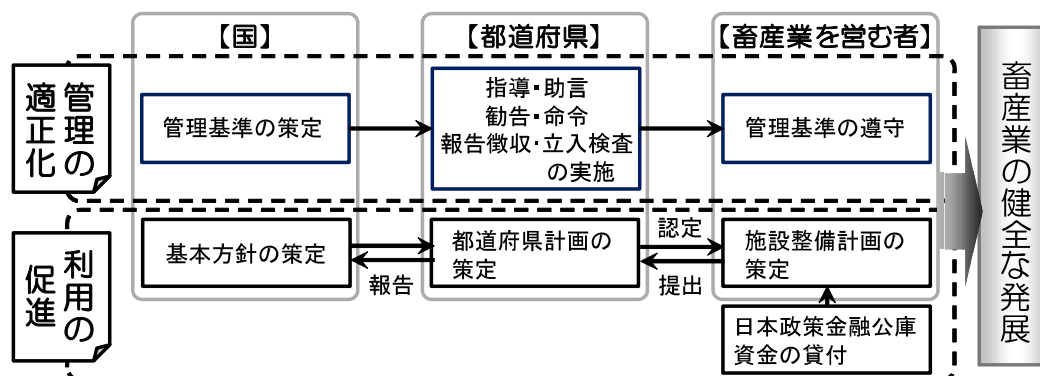 【国】
【都道府県】
【畜産業を営む者】
管理の
適正化
管理基準の策定
指導・助言
勧告・命令
報告徴収・立入検査
の実施
管理基準の遵守
利用の
促進
基本方針の策定
報告
都道府県計画の
策定
認定
提出
施設整備計画の
策定
日本政策金融公庫
資金の貸付
畜産業の健全な発展